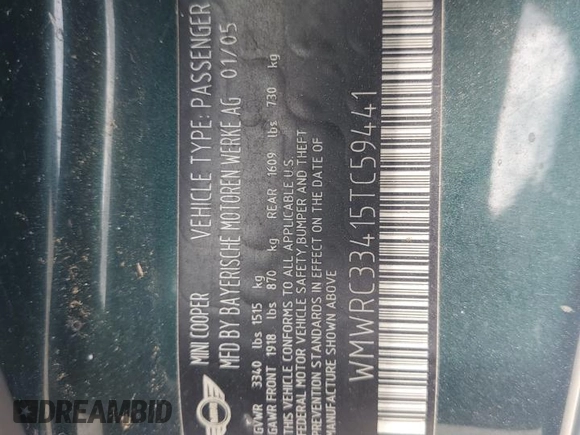 MINI COOPER VEHICLE TYPE: PASSENGER
MFD BY BAYERISCHE MOTOREN WERKE AG 01/05
GVWR 3340 lbs 1515 kg
GAWR FRONT 1918 lbs 870 kg REAR 1609 lbs 730 kg
THIS VEHICLE CONFORMS TO ALL APPLICABLE U.S.
FEDERAL MOTOR VEHICLE SAFETY,BUMPER AND THEFT
PREVENTION STANDARDS IN EFFECT ON THE DATE OF
MANUFACTURE SHOWN ABOVE
WMWRC33415TC59441
DREAMBID